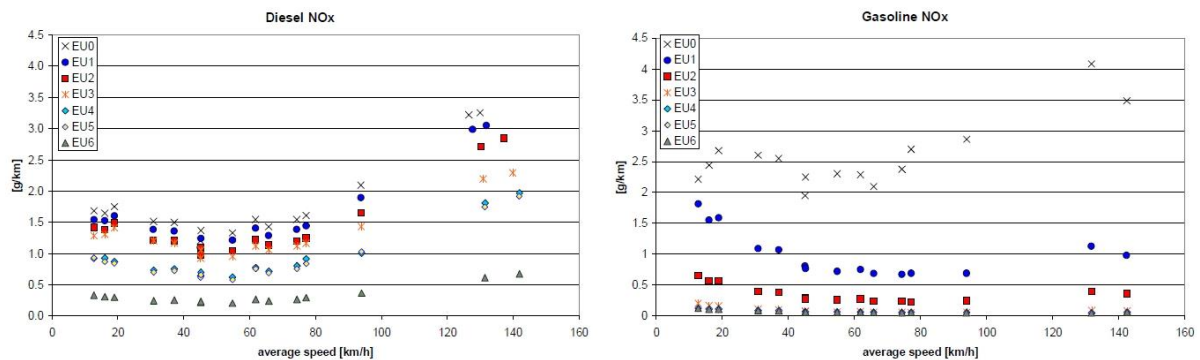 Diesel NOx
4.5
4.0
3.5
3.0
2.5
2.0
1.5
1.0
0.5
0.0
[g/km]
EU0
EU1
EU2
EU3
EU4
EU5
EU6
0 20 40 60 80 100 120 140 160
average speed [km/h]
Gasoline NOx
4.5
4
3.5
3
2.5
2
1.5
1
0.5
0
[g/km]
EU0
EU1
EU2
EU3
EU4
EU5
EU6
0 20 40 60 80 100 120 140 160
average speed [km/h]